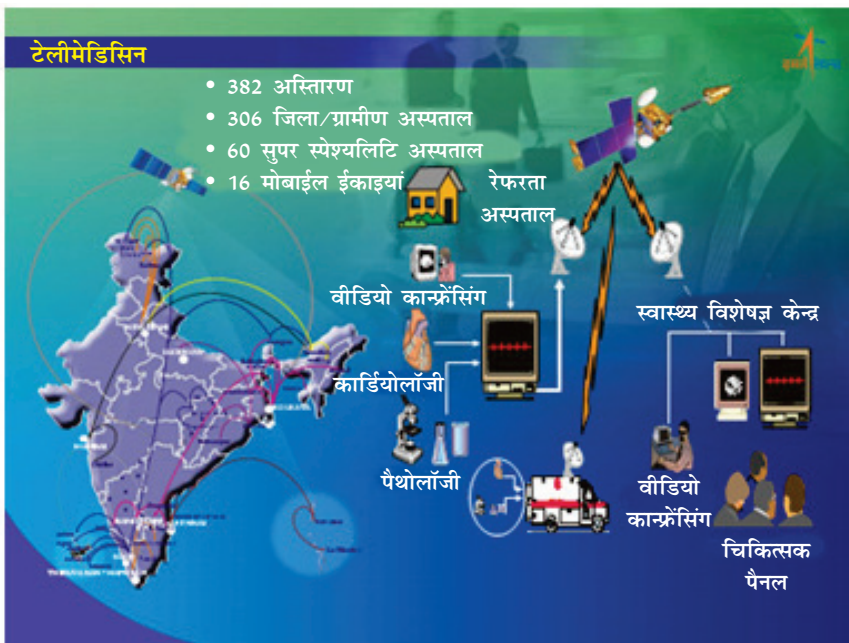 टेलीमेडिसिन
• 382 अस्तिारण
• 306 जिला/ग्रामीण अस्पताल
• 60 सुपर स्पेश्यलिटि अस्पताल
• 16 मोबाईल ईकाइयां
रेफरता
अस्पताल
वीडियो कान्फ्रेंसिंग
स्वास्थ्य विशेषज्ञ केन्द्र
कार्डियोलॉजी
पैथोलॉजी
वीडियो
कान्फ्रेंसिंग
चिकित्सक
पैनल